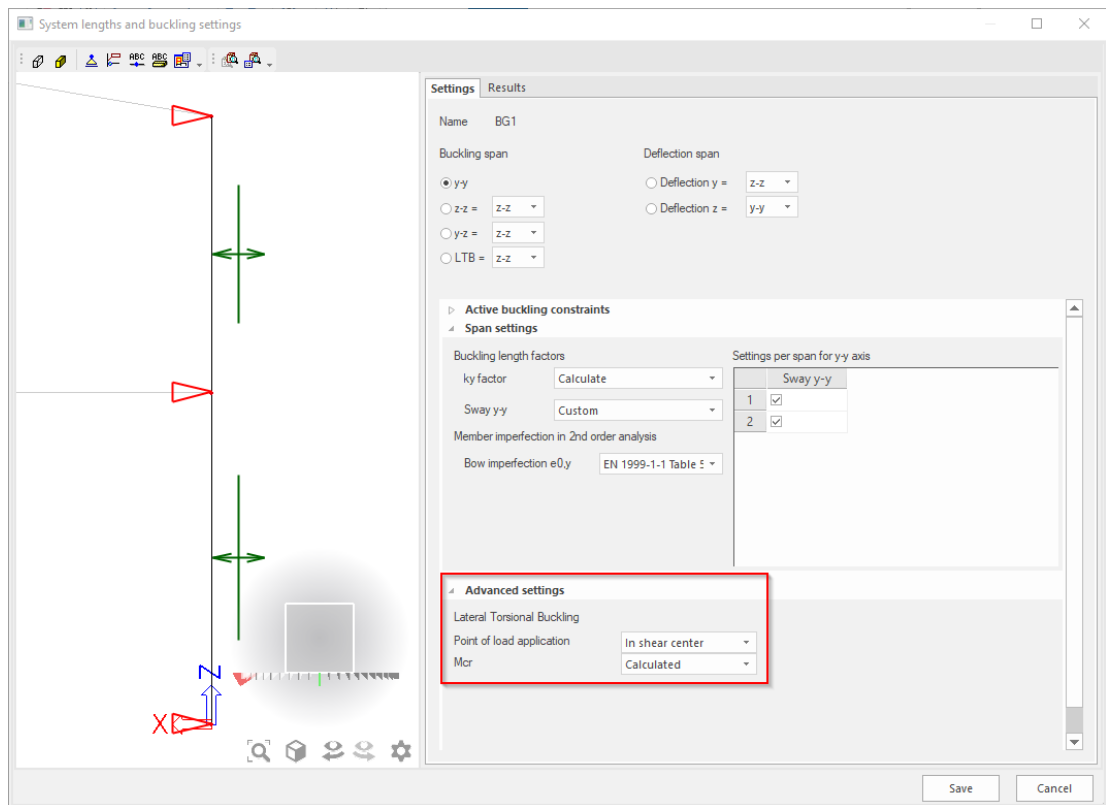 System lengths and buckling settings
ABC
ABC
Settings Results
Name BG1
Buckling span Deflection span
y-y Deflection y = z-z
z-z = z-z Deflection z = y-y
y-z = z-z
LTB = z-z
Active buckling constraints
Span settings
Buckling length factors Settings per span for y-y axis
ky factor Calculate Sway y-y
1
Sway y-y Custom 2
Member imperfection in 2nd order analysis
Bow imperfection e0,y EN 1999-1-1 Table 5
Advanced settings
Lateral Torsional Buckling
Point of load application In shear center
Mcr Calculated
Z
X
Save Cancel